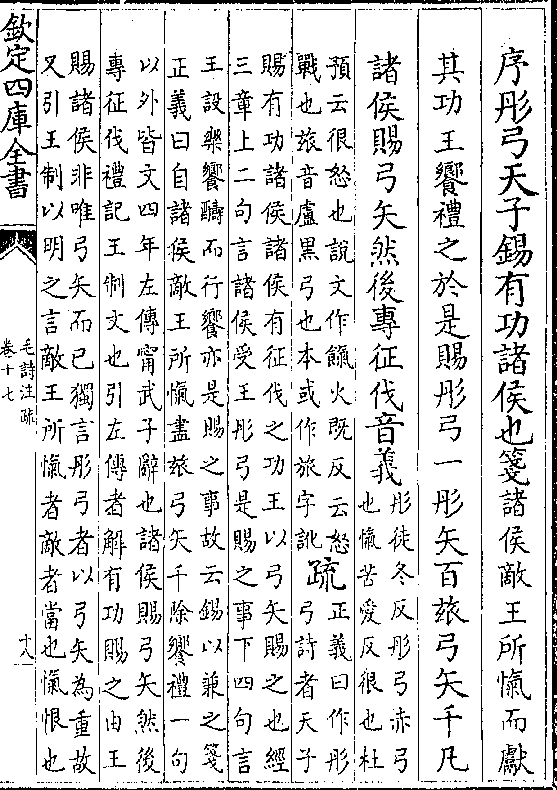 序彤弓天子錫有功諸侯也箋諸侯敵王所愾而獻
其功王饗禮之於是賜彤弓一彤矢百玈弓矢千凡
諸侯賜弓矢然後專征伐音義彤徒冬反彤弓赤弓
也愾苦愛反很也杜
預云很怒也說文作鎎火既反云怒
戰也玈音盧黑弓也本或作旅字訛疏正義曰作彤
弓詩者天子
賜有功諸侯諸侯有征伐之功王以弓矢賜之也經
三章上二句言諸侯受王彤弓是賜之事下四句言
王設樂饗醻而行饗亦是賜之事故云錫以兼之箋
正義曰自諸侯敵王所愾盡玈弓矢千除饗禮一句
以外皆文四年左傳甯武子辭也諸侯賜弓矢然後
專征伐禮記王制文也引左傳者解有功賜之由王
賜諸侯非唯弓矢而已獨言彤弓者以弓矢為重故
又引王制以明之言敵王所愾者敵者當也愾恨也
欽定四庫全書
毛詩注疏
卷十七
十八